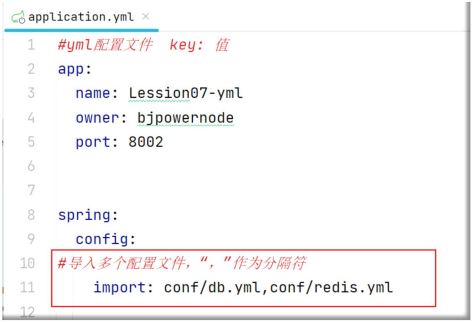 application.yml ×
1 #yml配置文件  key: 值
2 app:
3   name: Lession07-yml
4   owner: bjpowernode
5   port: 8002
6
7
8 spring:
9   config:
10 #导入多个配置文件，“，”作为分隔符
11     import: conf/db.yml,conf/redis.yml
12